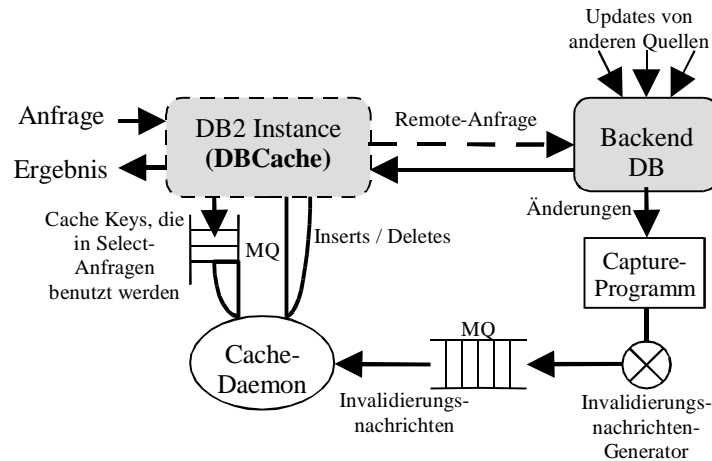 Updates von
anderen Quellen
Anfrage
Ergebnis
DB2 Instance
(DBCache)
Remote-Anfrage
Backend
DB
Änderungen
Cache Keys, die
in Select-
Anfragen
benutzt werden
MQ
Inserts / Deletes
Capture-
Programm
Cache-
Daemon
MQ
Invalidierungs-
nachrichten
Invalidierungs-
nachrichten-
Generator